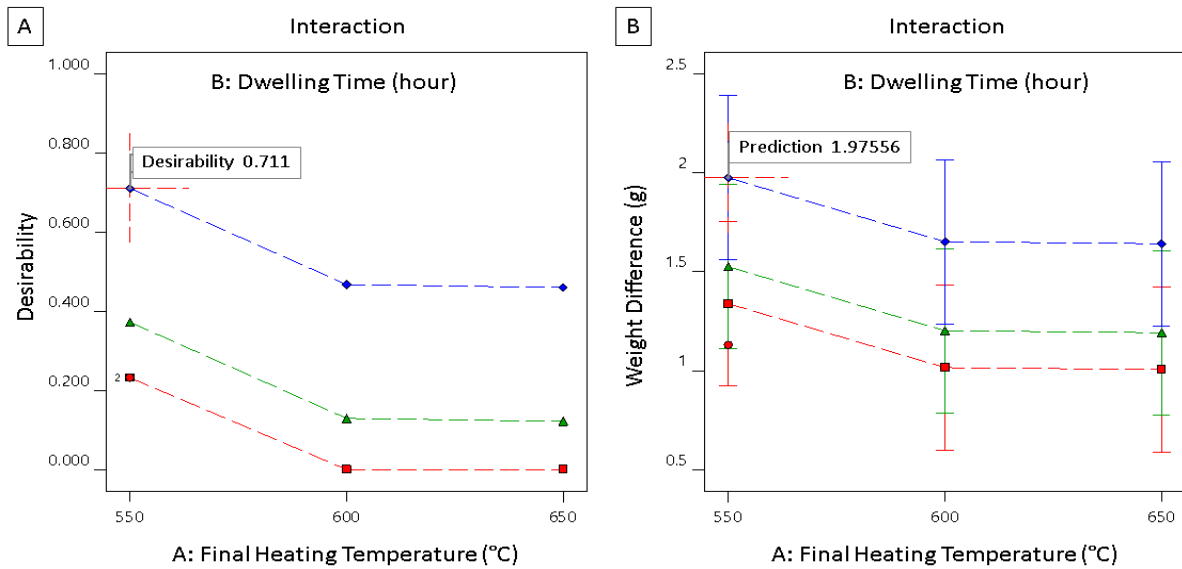 A
Interaction
B: Dwelling Time (hour)
1.000
0.800
0.600
0.400
0.200
0.000
Desirability
Desirability 0.711
2
550
600
650
A: Final Heating Temperature (°C)
B
Interaction
B: Dwelling Time (hour)
2.5
2
1.5
1
0.5
Weight Difference (g)
Prediction 1.97556
550
600
650
A: Final Heating Temperature (°C)